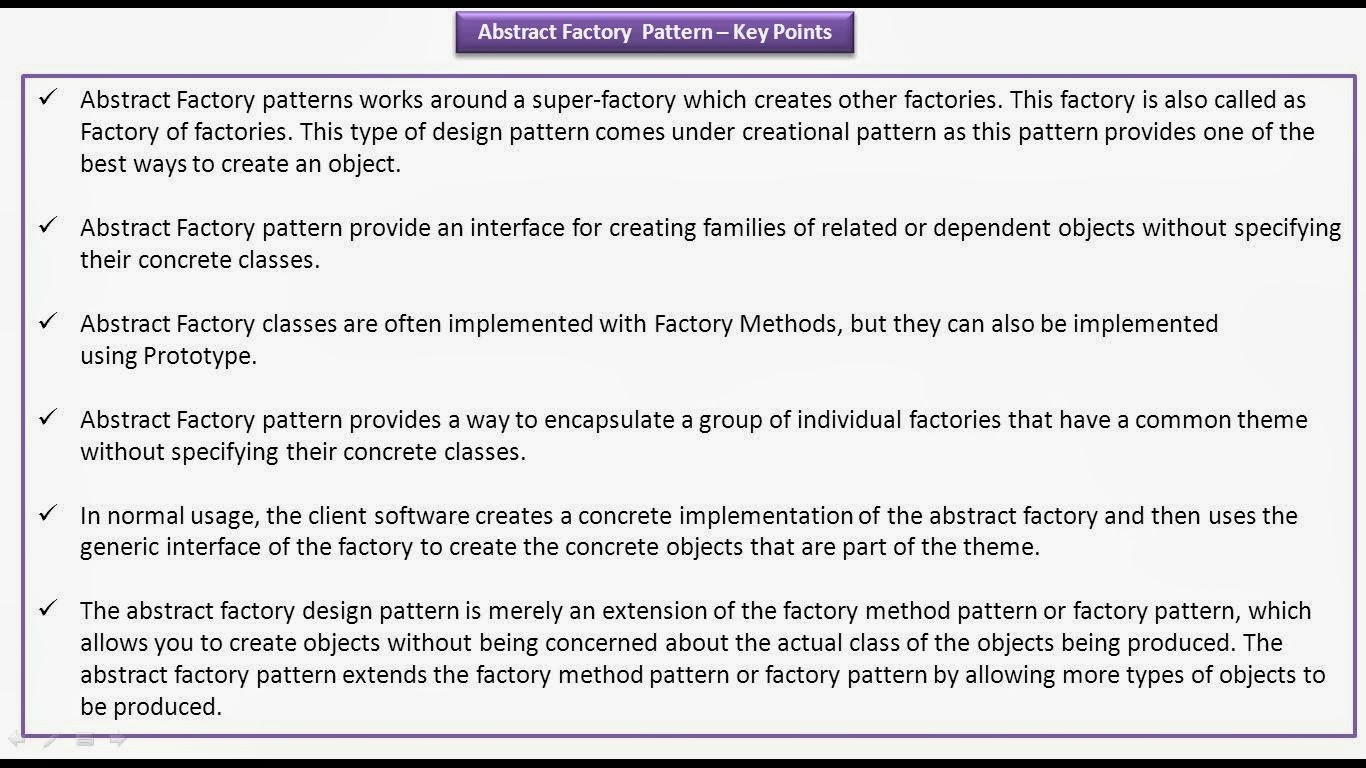 Abstract Factory Pattern – Key Points
✓ Abstract Factory patterns works around a super-factory which creates other factories. This factory is also called as
Factory of factories. This type of design pattern comes under creational pattern as this pattern provides one of the
best ways to create an object.
✓ Abstract Factory pattern provide an interface for creating families of related or dependent objects without specifying
their concrete classes.
✓ Abstract Factory classes are often implemented with Factory Methods, but they can also be implemented
using Prototype.
✓ Abstract Factory pattern provides a way to encapsulate a group of individual factories that have a common theme
without specifying their concrete classes.
✓ In normal usage, the client software creates a concrete implementation of the abstract factory and then uses the
generic interface of the factory to create the concrete objects that are part of the theme.
✓ The abstract factory design pattern is merely an extension of the factory method pattern or factory pattern, which
allows you to create objects without being concerned about the actual class of the objects being produced. The
abstract factory pattern extends the factory method pattern or factory pattern by allowing more types of objects to
be produced.